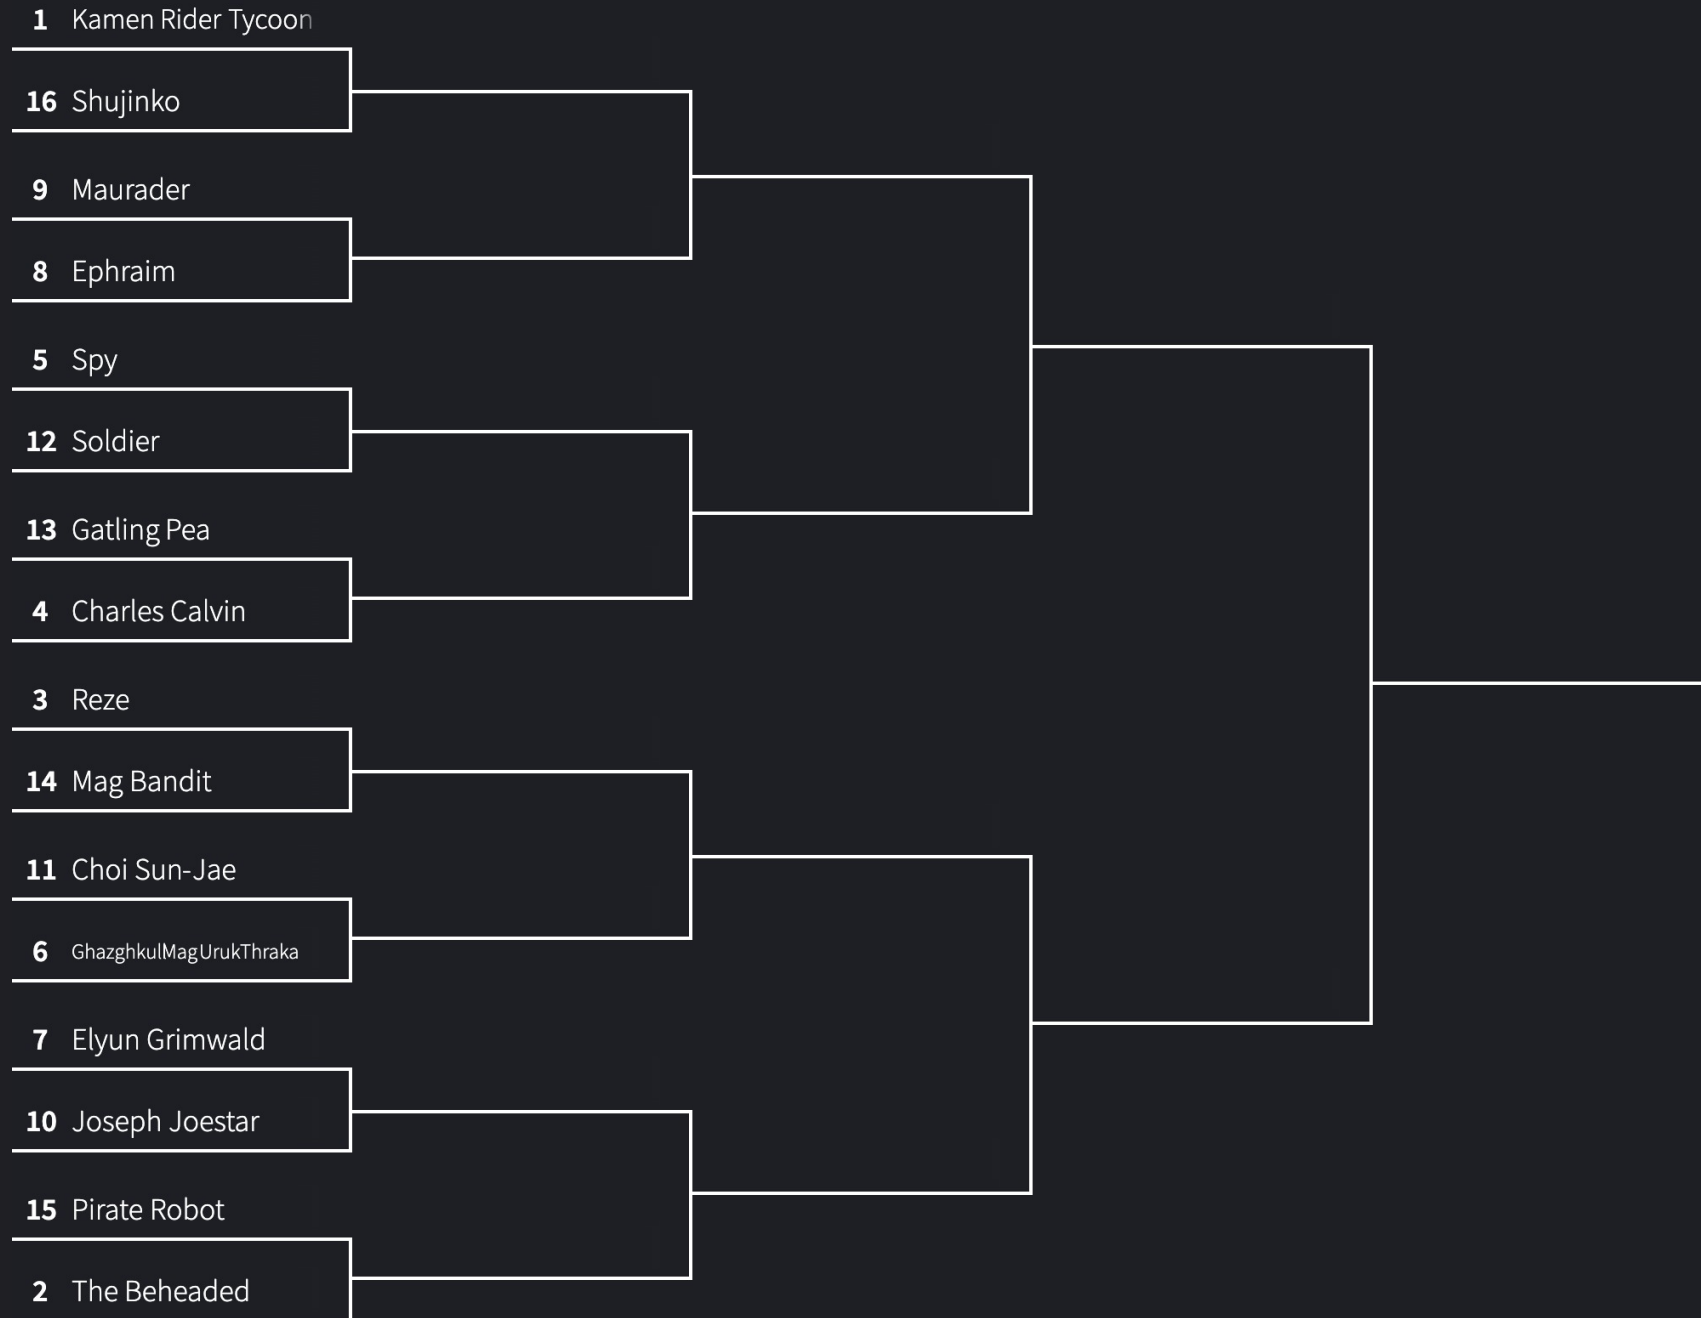 1 Kamen Rider Tycoon
16 Shujinko
9 Maurader
8 Ephraim
5 Spy
12 Soldier
13 Gatling Pea
4 Charles Calvin
3 Reze
14 Mag Bandit
11 Choi Sun-Jae
6 GhazghkulMagUrukThraka
7 Elyun Grimwald
10 Joseph Joestar
15 Pirate Robot
2 The Beheaded